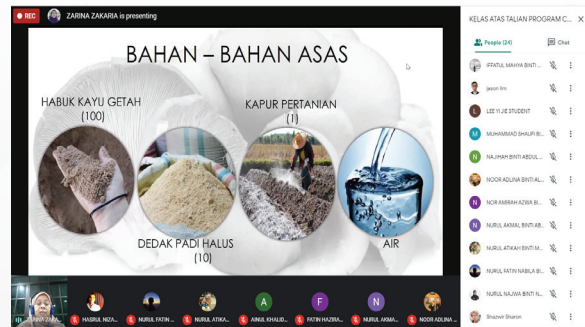 REC
ZARINA ZAKARIA is presenting
BAHAN – BAHAN ASAS
HABUK KAYU GETAH
(100)
KAPUR PERTANIAN
(1)
DEDAK PADI HALUS
(10)
AIR
ZARINA ZAKA...
HASRUL NIZA...
NURUL FATIN ...
NURUL ATIKA...
A
AINUL KHALID...
F
FATIN HAZIRA...
N
NURUL AKMA...
NOOR ADLINA ...
KELAS ATAS TALIAN PROGRAM C...
People (24)
Chat
IFFATUL MAHYA BINTI ...
jason lim
L
LEE YI JIE STUDENT
M
MUHAMMAD SHAUFI BI...
N
NAJIHAH BINTI ABDUL ...
NOOR ADLINA BINTI AL...
N
NOR AMIRAH AZWA BI...
N
NURUL AKMAL BINTI AB...
NURUL ATIKAH BINTI M...
NURUL FATIN NABILA BI...
NURUL NAJWA BINTI N...
Shazwir Sharon